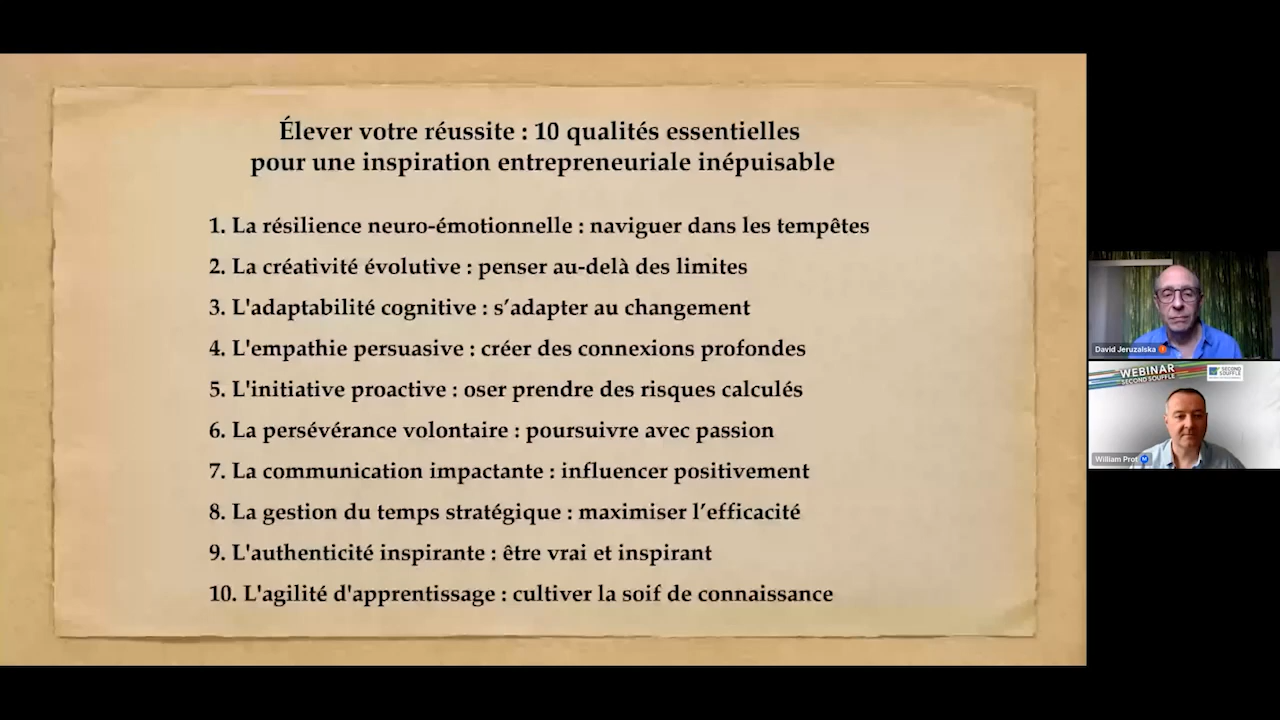 Élever votre réussite : 10 qualités essentielles
pour une inspiration entrepreneuriale inépuisable
1. La résilience neuro-émotionnelle : naviguer dans les tempêtes
2. La créativité évolutive : penser au-delà des limites
3. L'adaptabilité cognitive : s’adapter au changement
4. L'empathie persuasive : créer des connexions profondes
5. L'initiative proactive : oser prendre des risques calculés
6. La persévérance volontaire : poursuivre avec passion
7. La communication impactante : influencer positivement
8. La gestion du temps stratégique : maximiser l’efficacité
9. L'authenticité inspirante : être vrai et inspirant
10. L'agilité d'apprentissage : cultiver la soif de connaissance
David Jeruzalska
WEBINAR
SECOND SOUFFLE
SECOND
SOUFFLE
William Prot